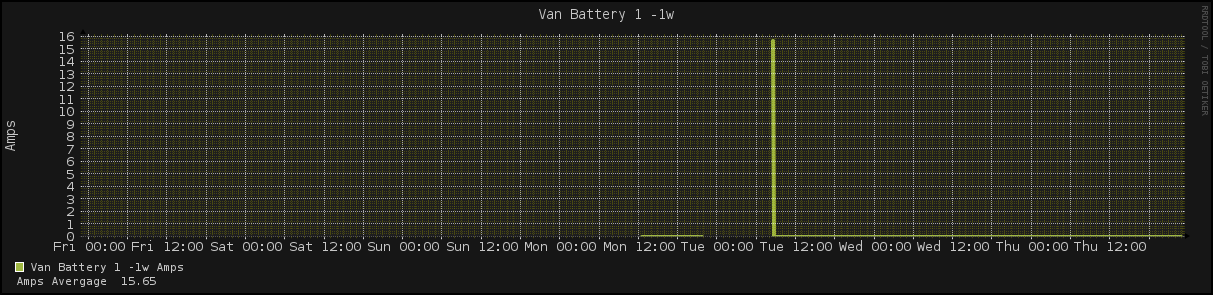 Van Battery 1 -1w
RRDTOOL / TOBI OETIKER
Amps
16
15
14
13
12
11
10
9
8
7
6
5
4
3
2
1
0
Fri 00:00 Fri 12:00 Sat 00:00 Sat 12:00 Sun 00:00 Sun 12:00 Mon 00:00 Mon 12:00 Tue 00:00 Tue 12:00 Wed 00:00 Wed 12:00 Thu 00:00 Thu 12:00
Van Battery 1 -1w Amps
Amps Avergage 15.65